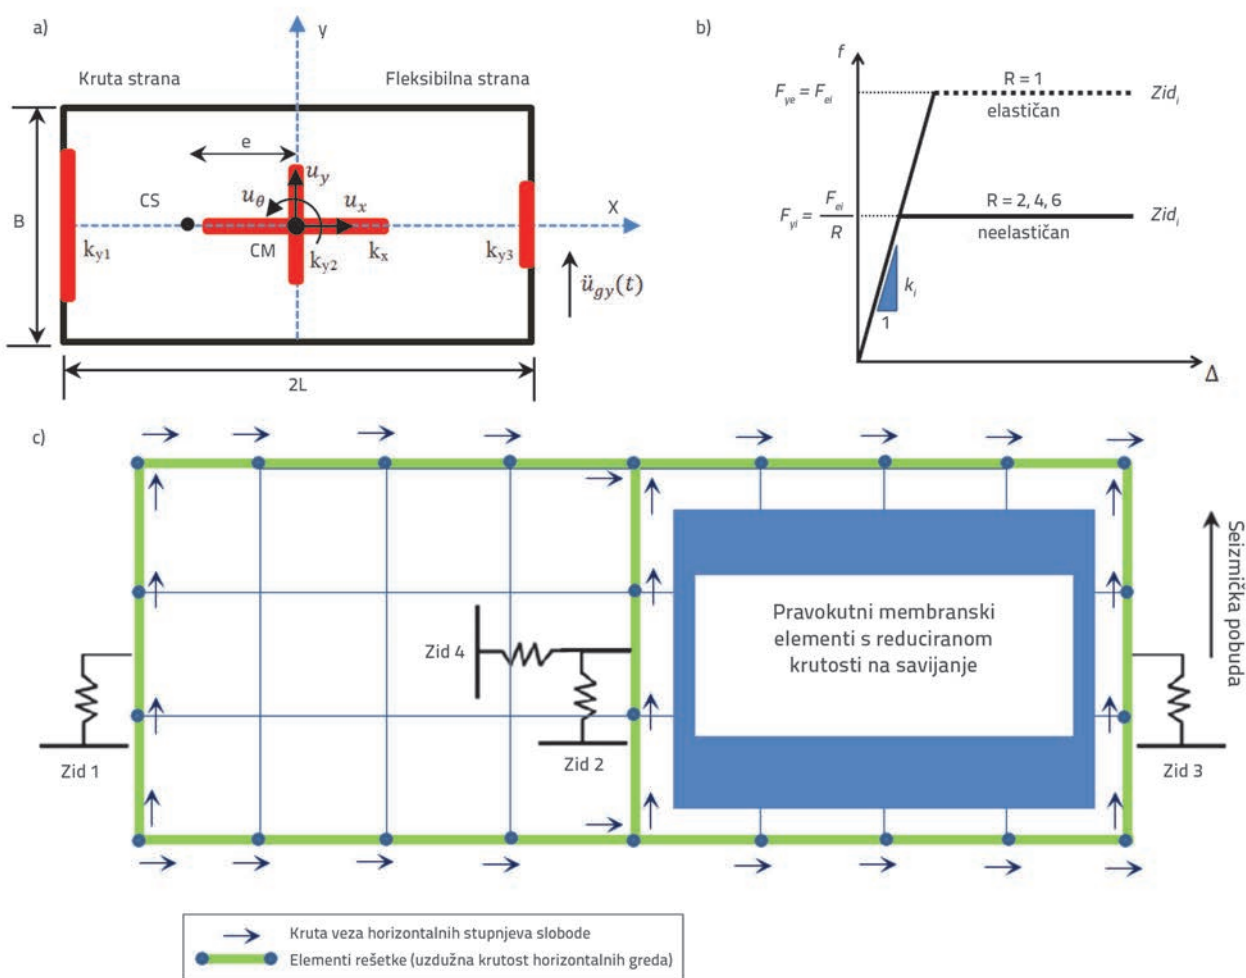 a)
y
Kruta strana
Fleksibilna strana
e
u_y
u_θ
u_x
B
CS
X
CM
k_y1
k_y2
k_x
k_y3
ü_gy(t)
2L
b)
f
R = 1
F_ye = F_ei
elastičan
Zid_i
R = 2, 4, 6
F_yi = F_ei / R
neelastičan
Zid_i
k_i
1
Δ
c)
Seizmička pobuda
Pravokutni membranski
elementi s reduciranom
krutosti na savijanje
Zid 4
Zid 1
Zid 2
Zid 3
Kruta veza horizontalnih stupnjeva slobode
Elementi rešetke (uzdužna krutost horizontalnih greda)